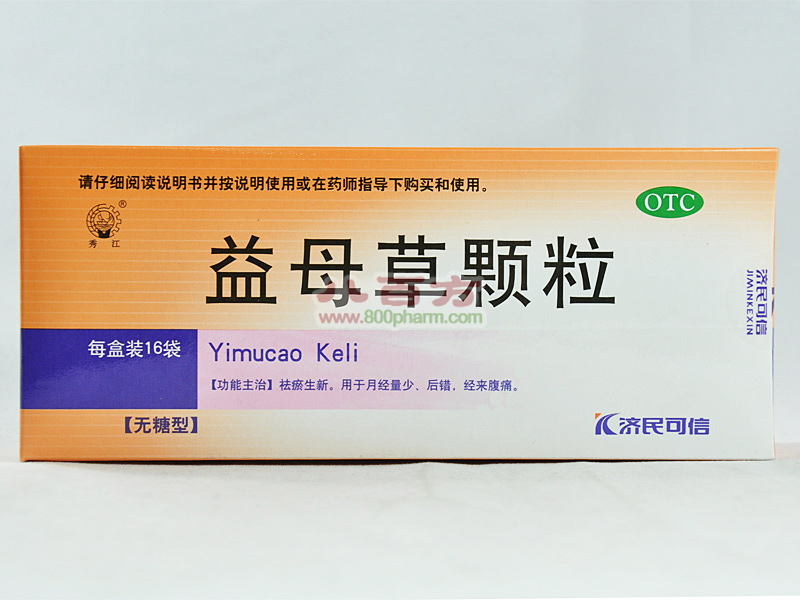 请仔细阅读说明书并按说明使用或在药师指导下购买和使用。
OTC
®
秀江
益母草颗粒
八百方
www.800pharm.com
济民可信
JIMINKEXIN
每盒装16袋
Yimucao Keli
【功能主治】祛瘀生新。用于月经量少、后错，经来腹痛。
【无糖型】
济民可信